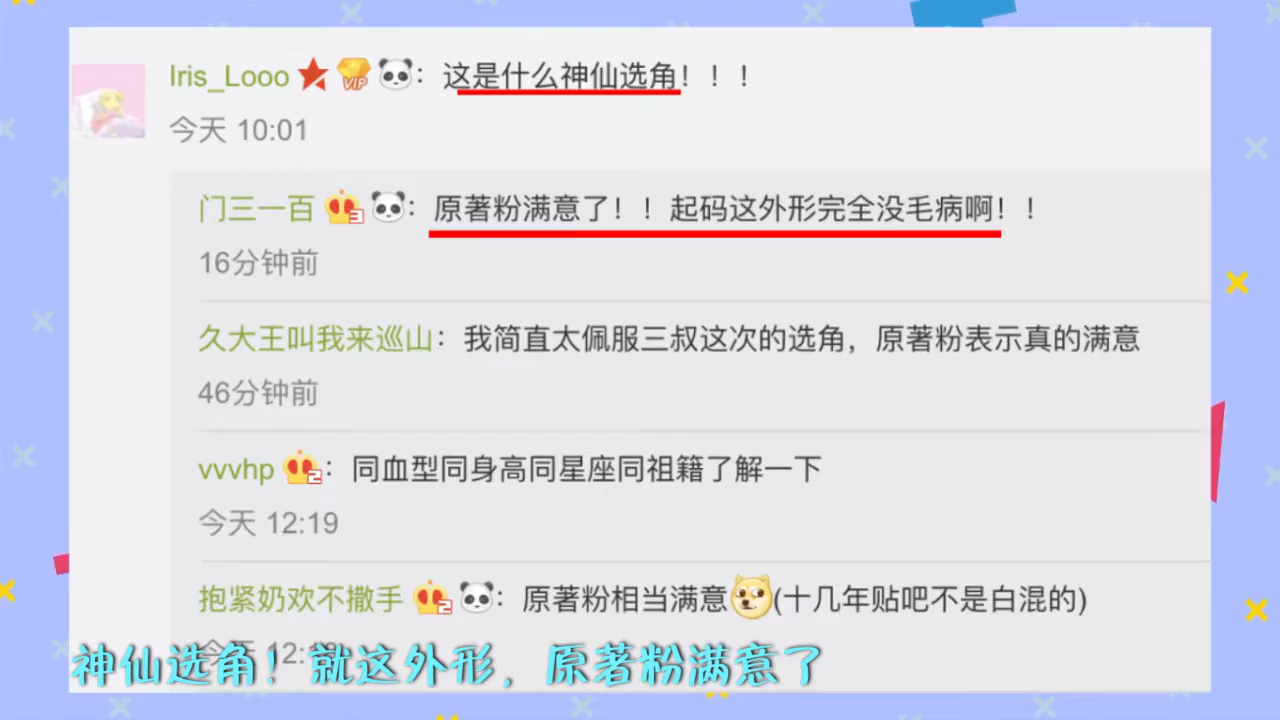 Iris_Looo VIP：这是什么神仙选角！！！
今天 10:01
门三一百 3：原著粉满意了！！起码这外形完全没毛病啊！！
16分钟前
久大王叫我来巡山：我简直太佩服三叔这次的选角，原著粉表示真的满意
46分钟前
vvvhp 2：同血型同身高同星座同祖籍了解一下
今天 12:19
抱紧奶欢不撒手 2：原著粉相当满意(十几年贴吧不是白混的)
神仙选角！就这外形，原著粉满意了